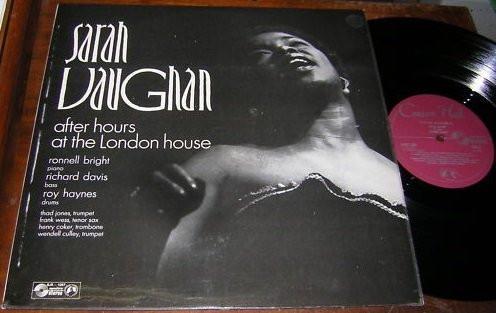 sarah
vaughan
after hours
at the London house
ronnell bright
piano
richard davis
bass
roy haynes
drums
thad jones, trumpet
frank wess, tenor sax
henry coker, trombone
wendell culley, trumpet
stereo